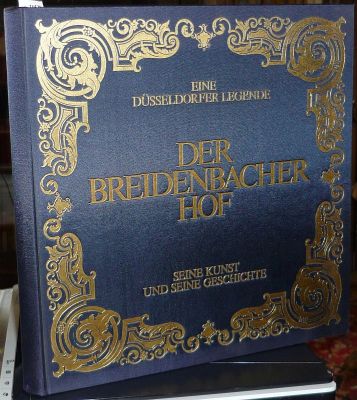 EINE
DÜSSELDORFER LEGENDE
DER
BREIDENBACHER
HOF
SEINE KUNST
UND SEINE GESCHICHTE